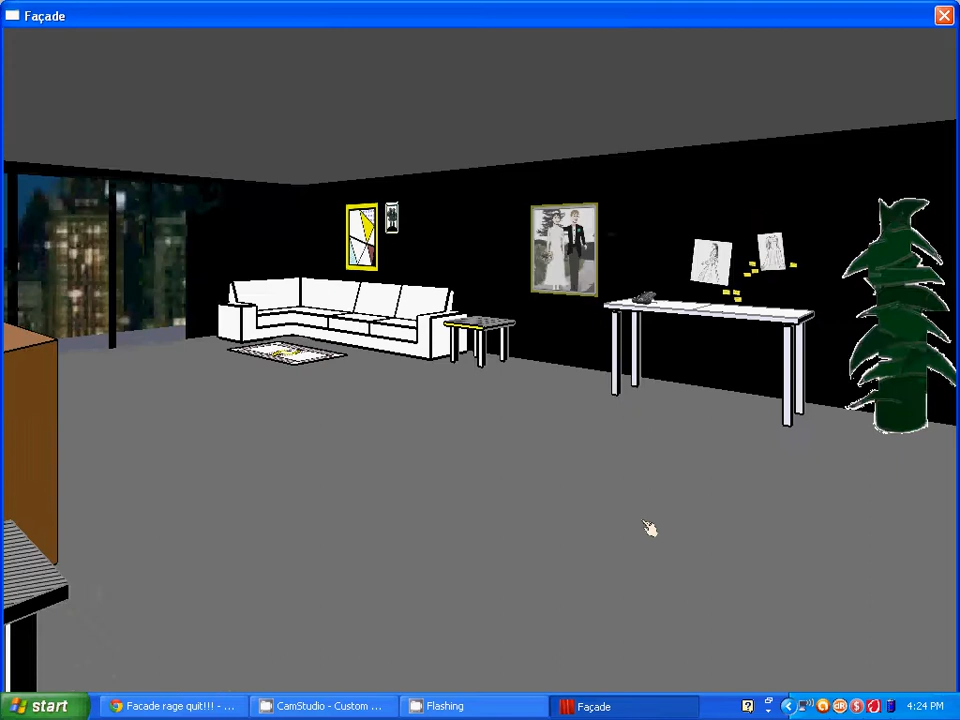 Façade
start
Facade rage quit!!! - ...
CamStudio - Custom ...
Flashing
Façade
4:24 PM